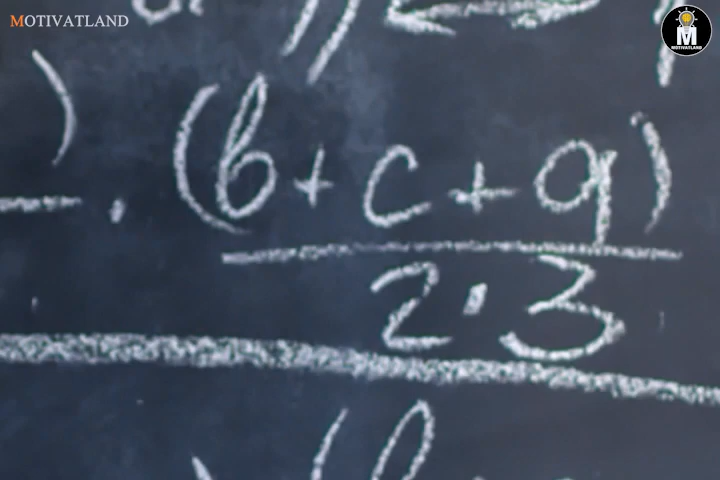 MOTIVATLAND
M
MOTIVATLAND
) . (b + c + a)
2 · 3